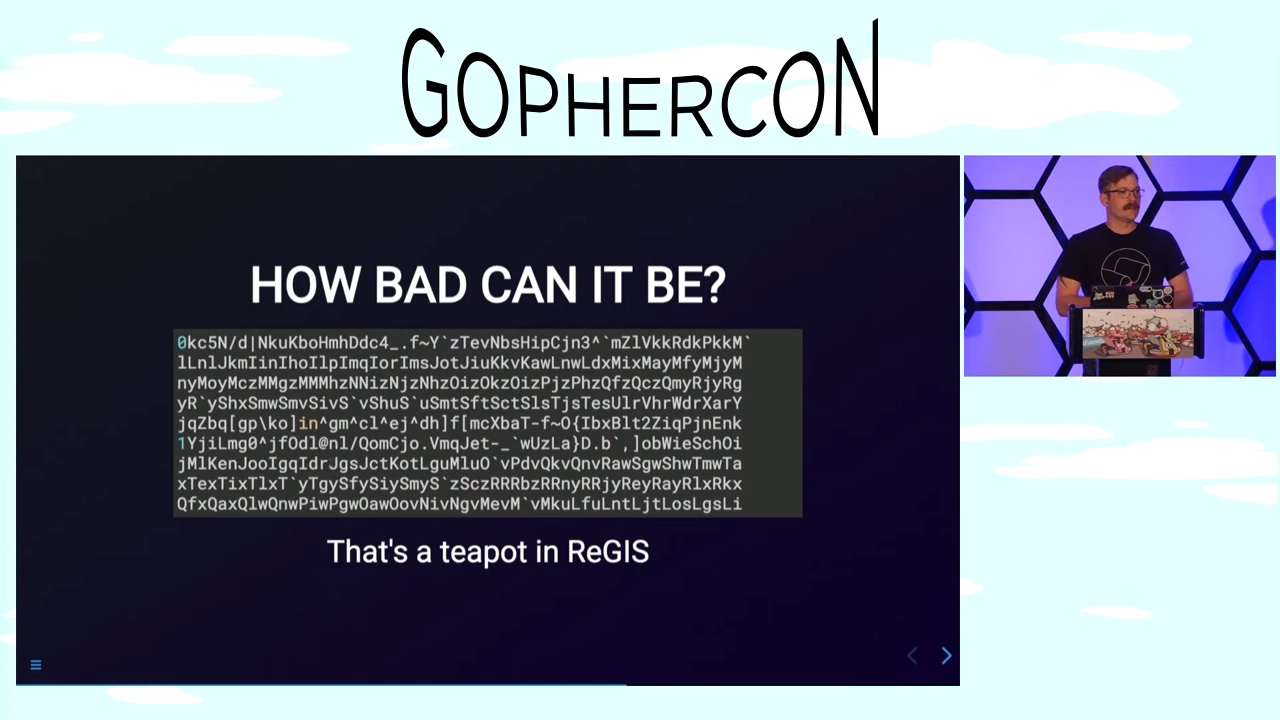 GOPHERCON
HOW BAD CAN IT BE?
0kc5N/d|NkuKboHmhDdc4_.f~Y`zTevNbsHipCjn3^`mZlVkkRdkPkkM`
lLnlJkmIinIhoIlpImqIorImsJotJiuKkvKawLnwLdxMixMayMfyMjyM
nyMoyMczMMgzMMMhzNNizNjzNhzOizOkzOizPjzPhzQfzQczQmyRjyRg
yR`yShxSmwSmvSivS`vShuS`uSmtSftSctSlsTjsTesUlrVhrWdrXarY
jqZbq[gp\ko]in^gm^cl^ej^dh]f[mcXbaT-f~O{IbxBlt2ZiqPjnEnk
1YjiLmg0^jfOdl@nl/QomCjo.VmqJet-_`wUzLa}D.b`,]obWieSchOi
jMlKenJooIgqIdrJgsJctKotLguMluO`vPdvQkvQnvRawSgwShwTmwTa
xTexTixTlxT`yTgySfySiySmyS`zSczRRRbzRRnyRRjyReyRayRlxRkx
QfxQaxQlwQnwPiwPgwOawOovNivNgvMevM`vMkuLfuLntLjtLosLgsLi
That's a teapot in ReGIS